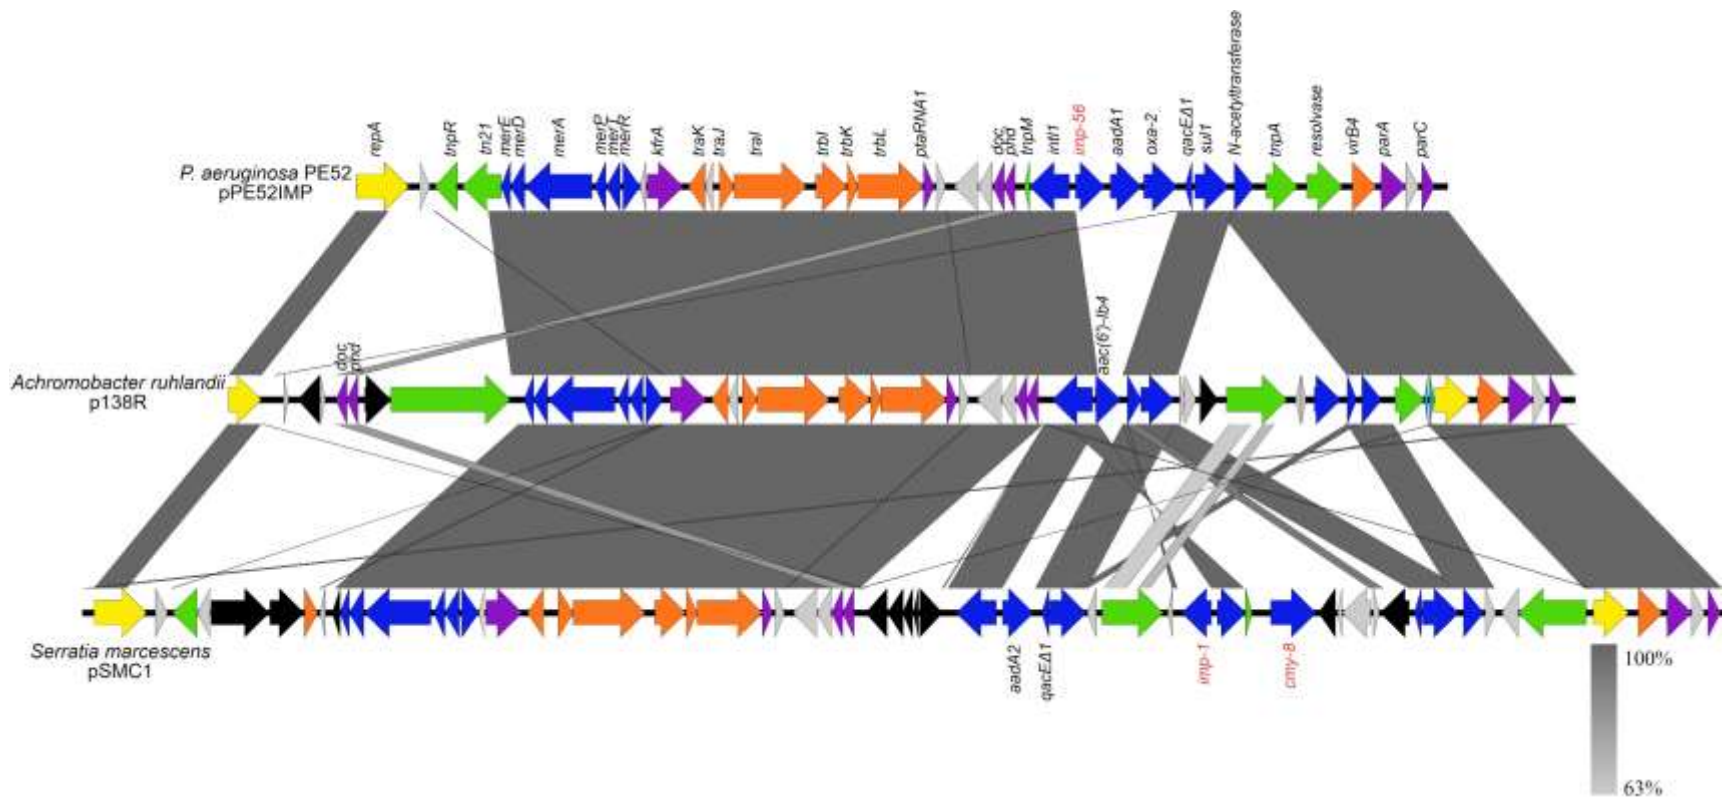 repA
tnpR
tn21
merE
merD
merA
merP
merT
merR
kfrA
traK
traJ
traI
trbI
trbK
trbL
ptaRNA1
doc
phd
tnpM
intI1
imp-56
aadA1
oxa-2
qacEΔ1
sul1
N-acetyltransferase
tnpA
resolvase
virB4
parA
parC
P. aeruginosa PE52
pPE52IMP
doc
phd
aac(6')-Ib4
Achromobacter ruhlandii
p138R
Serratia marcescens
pSMC1
aadA2
qacEΔ1
imp-1
cmy-8
100%
63%